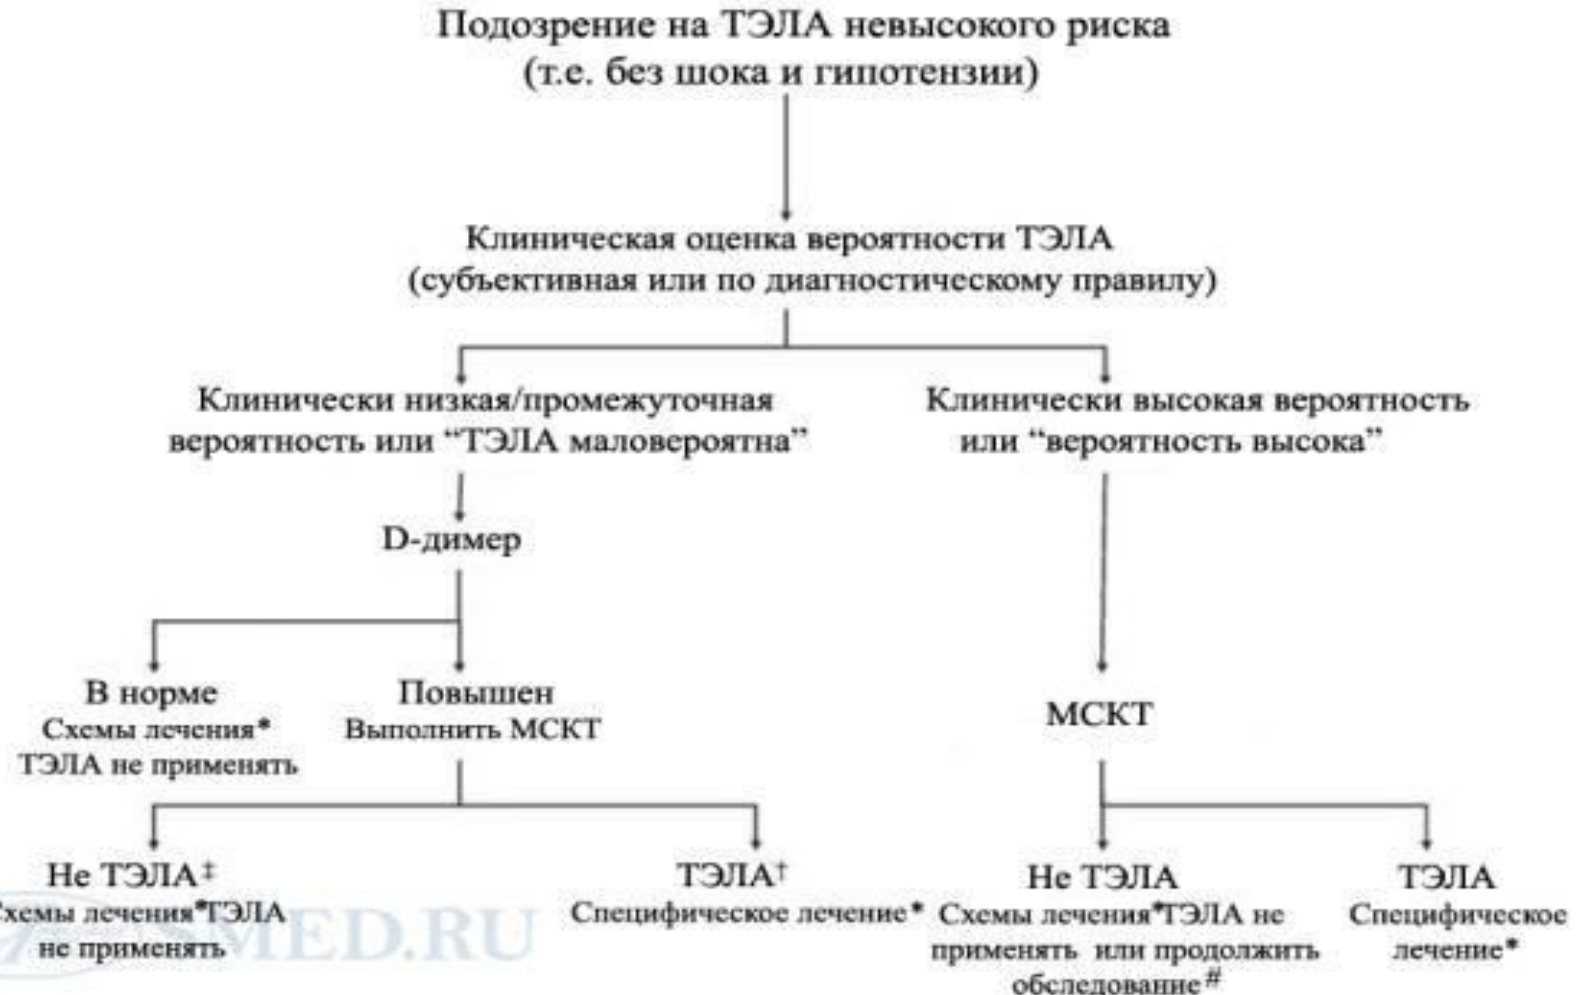 Подозрение на ТЭЛА невысокого риска
(т.е. без шока и гипотензии)
Клиническая оценка вероятности ТЭЛА
(субъективная или по диагностическому правилу)
Клинически низкая/промежуточная
вероятность или “ТЭЛА маловероятна”
Клинически высокая вероятность
или “вероятность высока”
D-димер
В норме
Схемы лечения*
ТЭЛА не применять
Повышен
Выполнить МСКТ
МСКТ
Не ТЭЛА‡
Схемы лечения*ТЭЛА
не применять
ТЭЛА†
Специфическое лечение*
Не ТЭЛА
Схемы лечения*ТЭЛА не
применять или продолжить
обследование#
ТЭЛА
Специфическое
лечение*
MED.RU